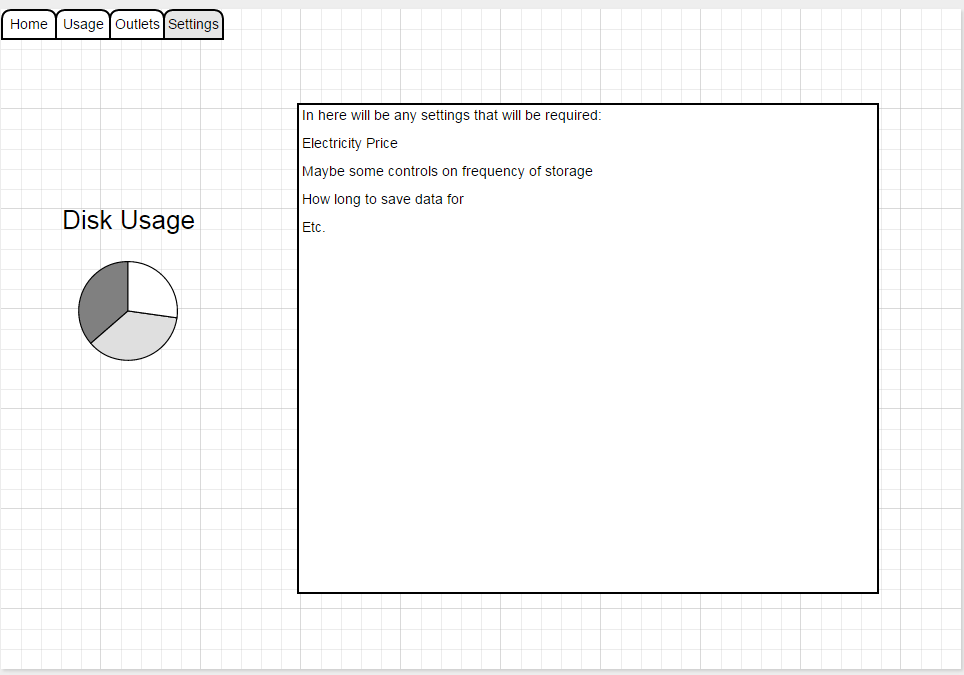 Home Usage Outlets Settings
In here will be any settings that will be required:
Electricity Price
Maybe some controls on frequency of storage
How long to save data for
Etc.
Disk Usage